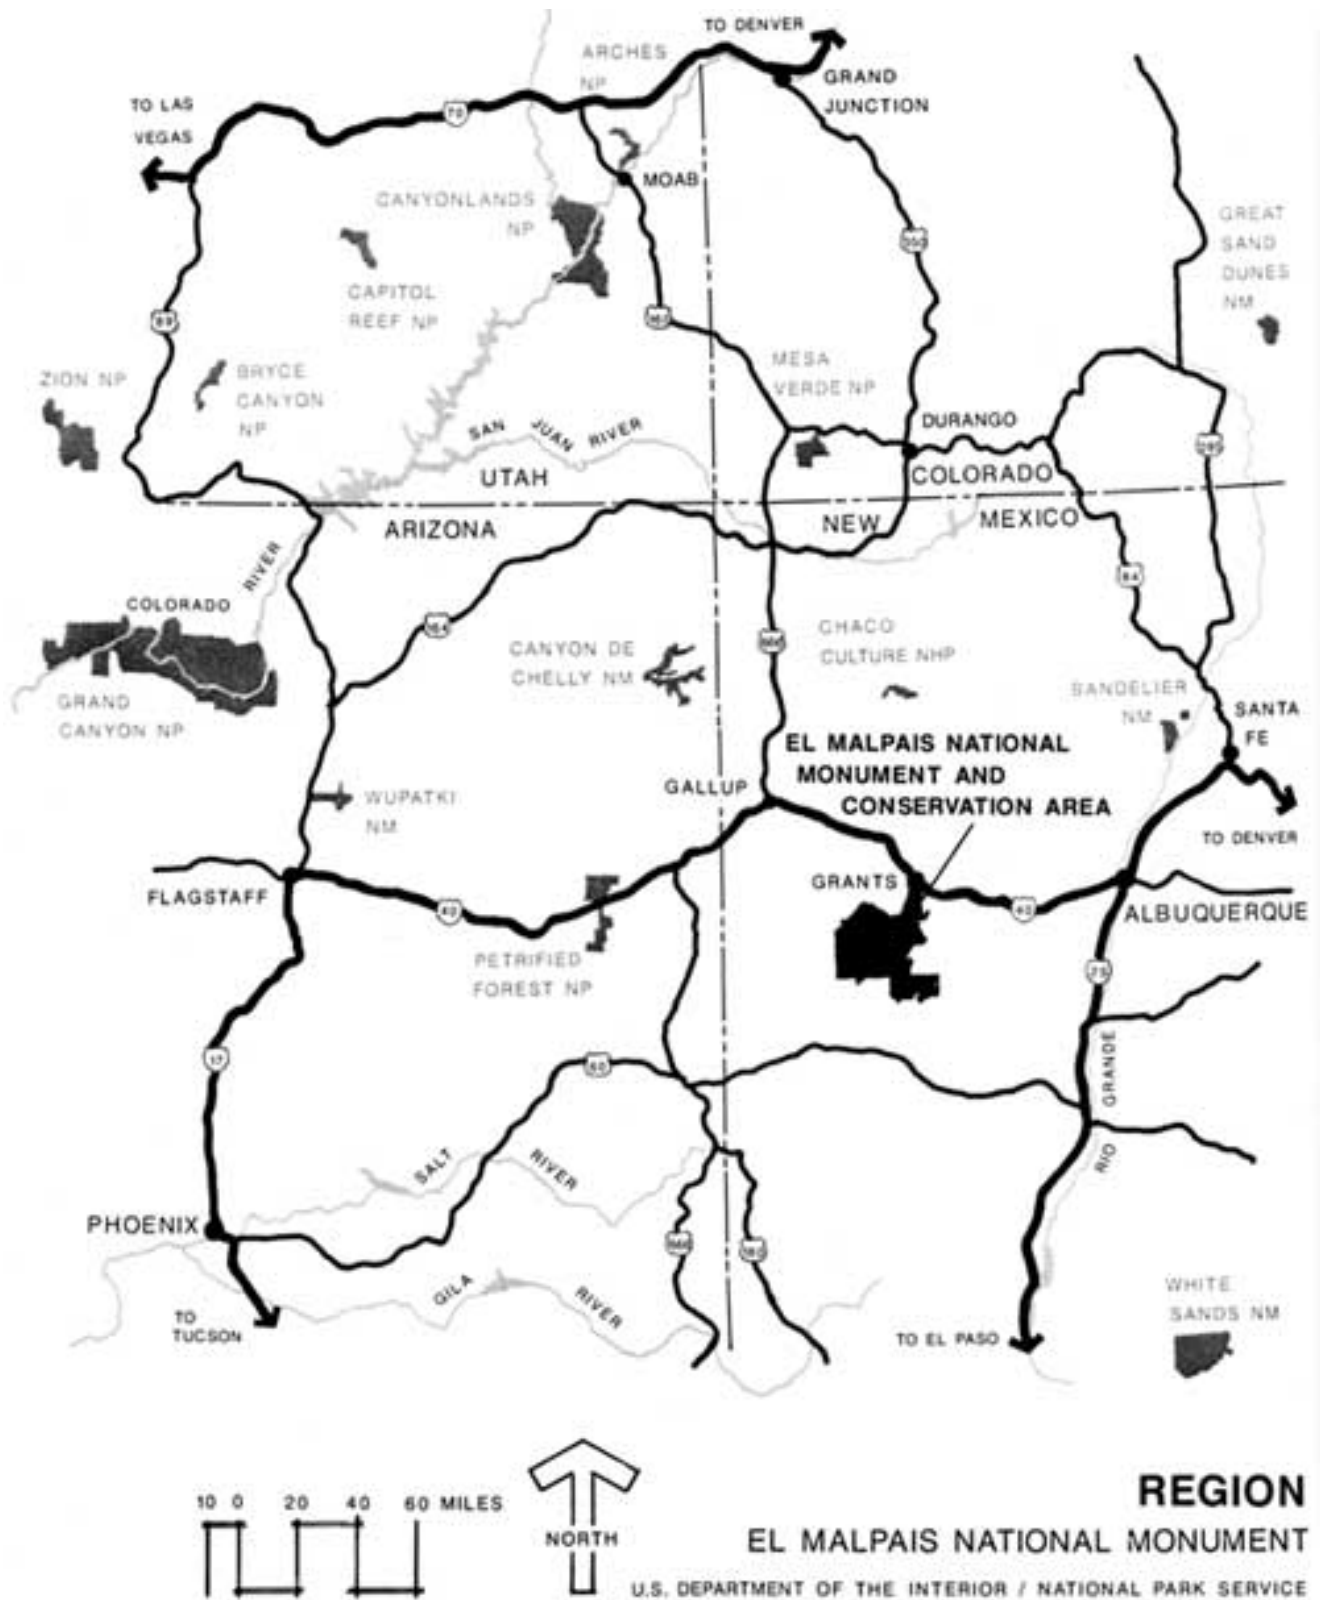 TO DENVER
ARCHES
NP
GRAND
JUNCTION
TO LAS
VEGAS
70
MOAB
CANYONLANDS
NP
CAPITOL
REEF NP
550
GREAT
SAND
DUNES
NM
89
163
ZION NP
BRYCE
CANYON
NP
MESA
VERDE NP
DURANGO
SAN JUAN RIVER
285
UTAH
COLORADO
ARIZONA
NEW MEXICO
RIVER
COLORADO
84
164
666
CANYON DE
CHELLY NM
CHACO
CULTURE NHP
GRAND
CANYON NP
BANDELIER
NM
SANTA
FE
EL MALPAIS NATIONAL
MONUMENT AND
CONSERVATION AREA
GALLUP
WUPATKI
NM
TO DENVER
FLAGSTAFF
GRANTS
40
40
ALBUQUERQUE
PETRIFIED
FOREST NP
17
60
RIO GRANDE
SALT RIVER
PHOENIX
666
180
GILA RIVER
TO
TUCSON
TO EL PASO
WHITE
SANDS NM
10 0 20 40 60 MILES
NORTH
REGION
EL MALPAIS NATIONAL MONUMENT
U.S. DEPARTMENT OF THE INTERIOR / NATIONAL PARK SERVICE